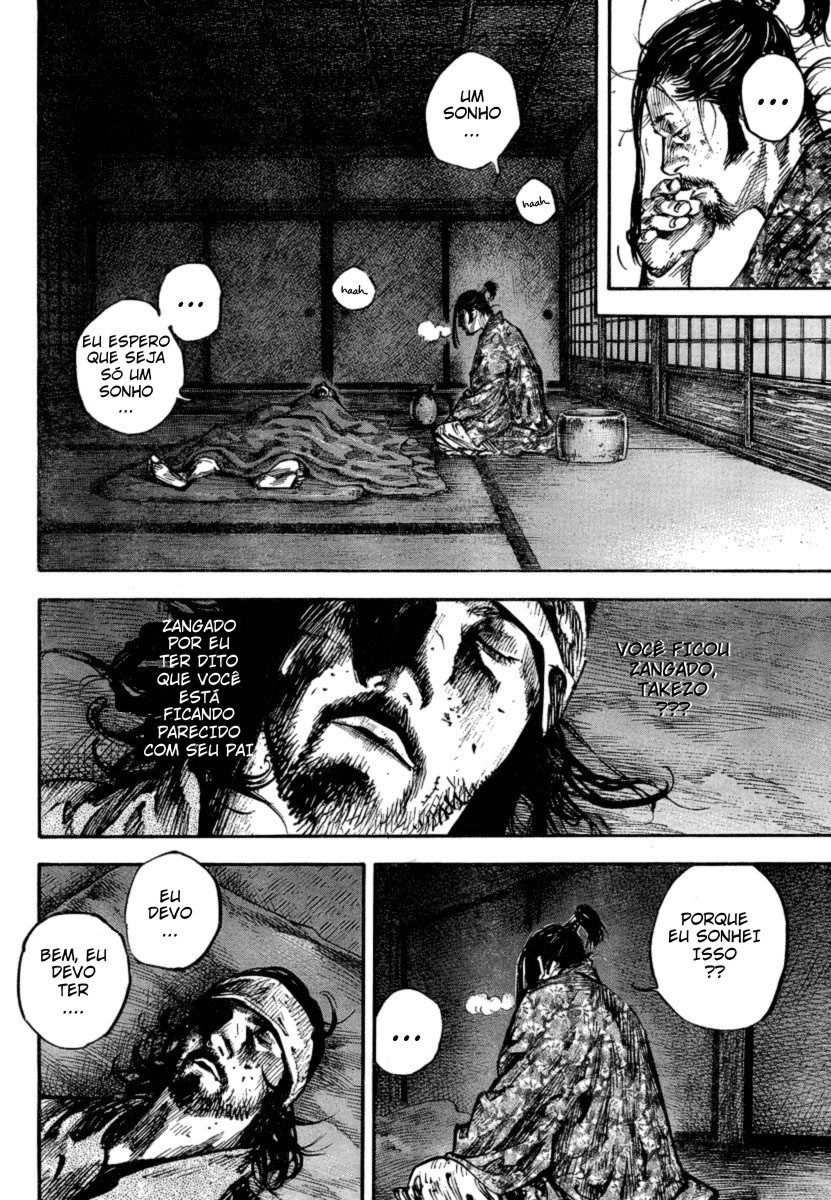 ...
UM
SONHO
...
haah..
haah..
...
EU ESPERO
QUE SEJA
SÓ UM
SONHO
...
VOCÊ FICOU
ZANGADO,
TAKEZO
???
ZANGADO
POR EU
TER DITO
QUE VOCÊ
ESTÁ
FICANDO
PARECIDO
COM SEU PAI
PORQUE
EU SONHEI
ISSO
??
...
EU
DEVO
...
BEM, EU
DEVO
TER
....